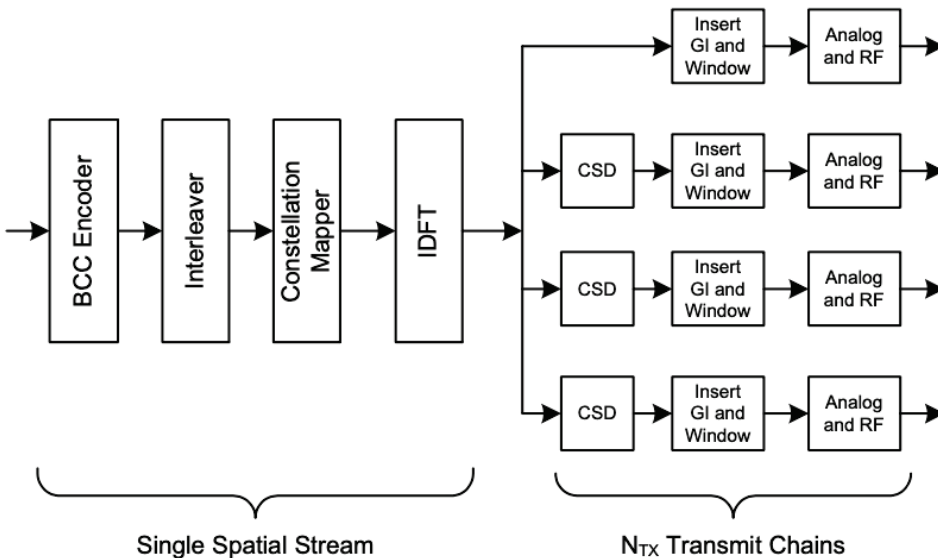 BCC Encoder
Interleaver
Constellation
Mapper
IDFT
Insert
GI and
Window
Analog
and RF
CSD
Insert
GI and
Window
Analog
and RF
CSD
Insert
GI and
Window
Analog
and RF
CSD
Insert
GI and
Window
Analog
and RF
Single Spatial Stream
NTX Transmit Chains